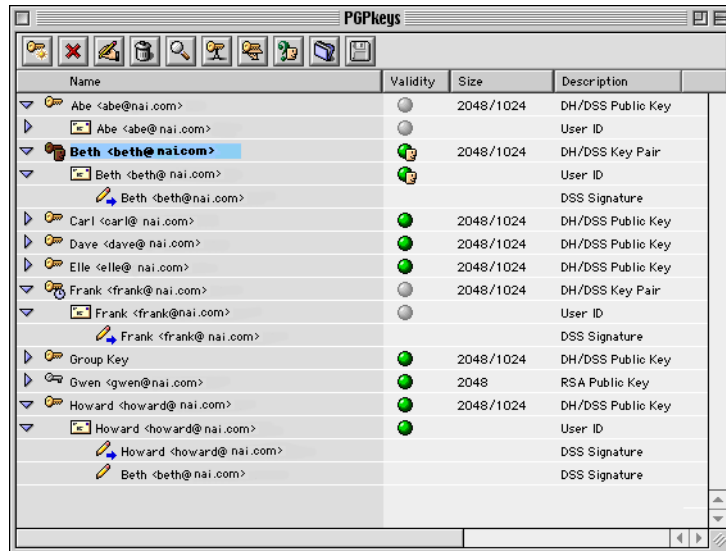 PGPkeys
Name Validity Size Description
Abe <abe@nai.com> 2048/1024 DH/DSS Public Key
Abe <abe@nai.com> User ID
Beth <beth@nai.com> 2048/1024 DH/DSS Key Pair
Beth <beth@ nai.com> User ID
Beth <beth@nai.com> DSS Signature
Carl <carl@ nai.com> 2048/1024 DH/DSS Public Key
Dave <dave@ nai.com> 2048/1024 DH/DSS Public Key
Elle <elle@ nai.com> 2048/1024 DH/DSS Public Key
Frank <frank@ nai.com> 2048/1024 DH/DSS Key Pair
Frank <frank@nai.com> User ID
Frank <frank@ nai.com> DSS Signature
Group Key 2048/1024 DH/DSS Public Key
Gwen <gwen@nai.com> 2048 RSA Public Key
Howard <howard@ nai.com> 2048/1024 DH/DSS Public Key
Howard <howard@ nai.com> User ID
Howard <howard@ nai.com> DSS Signature
Beth <beth@ nai.com> DSS Signature